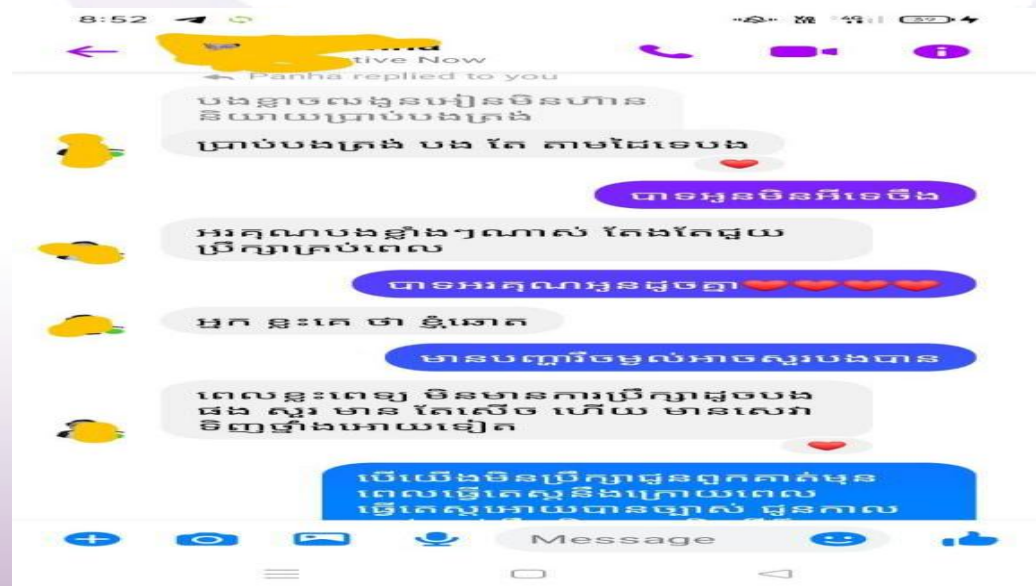 8:52
4G 39
Active Now
Panha replied to you
បងខ្លាចឈងូនអៀនមិនហ៊ាន
និយាយប្រាប់បងត្រង់
ប្រាប់បងត្រង់ បង តែ តាមដៃទេបង
បាទអូនមិនអីទេចឹង
អរគុណបងខ្លាំងៗណាស់ តែងតែជួយ
ប្រឹក្សាគ្រប់ពេល
បាទអរគុណអូនដូចគ្នា❤️❤️❤️❤️
អ្នក ខ្លះគេ ថា ខ្ញុំឆោត
មានបញ្ហារឺចម្ងល់អាចសួរបងបាន
ពេលខ្លះពេទ្យ មិនមានការប្រឹក្សាដូចបង
ផង សួរ មាន តែសើច ហើយ មានសេវា
ទិញថ្នាំងអោយទៀត
បើយើងមិនប្រឹក្សាជូនពួកគាត់មុន
ពេលធ្វើតេស្តនឹងក្រោយពេល
ធ្វើតេស្តអោយបានច្បាស់ ជួនកាល
Message